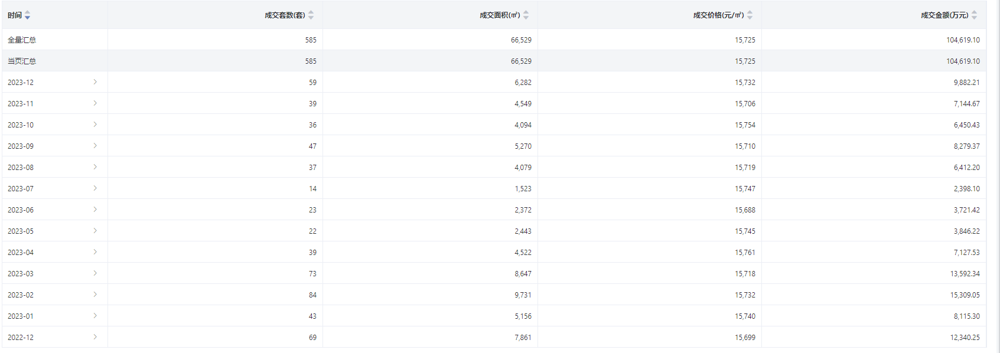 时间 成交套数(套) 成交面积(㎡) 成交价格(元/㎡) 成交金额(万元)
全量汇总 585 66,529 15,725 104,619.10
当页汇总 585 66,529 15,725 104,619.10
2023-12 59 6,282 15,732 9,882.21
2023-11 39 4,549 15,706 7,144.67
2023-10 36 4,094 15,754 6,450.43
2023-09 47 5,270 15,710 8,279.37
2023-08 37 4,079 15,719 6,412.20
2023-07 14 1,523 15,747 2,398.10
2023-06 23 2,372 15,688 3,721.42
2023-05 22 2,443 15,745 3,846.22
2023-04 39 4,522 15,761 7,127.53
2023-03 73 8,647 15,718 13,592.34
2023-02 84 9,731 15,732 15,309.05
2023-01 43 5,156 15,740 8,115.30
2022-12 69 7,861 15,699 12,340.25